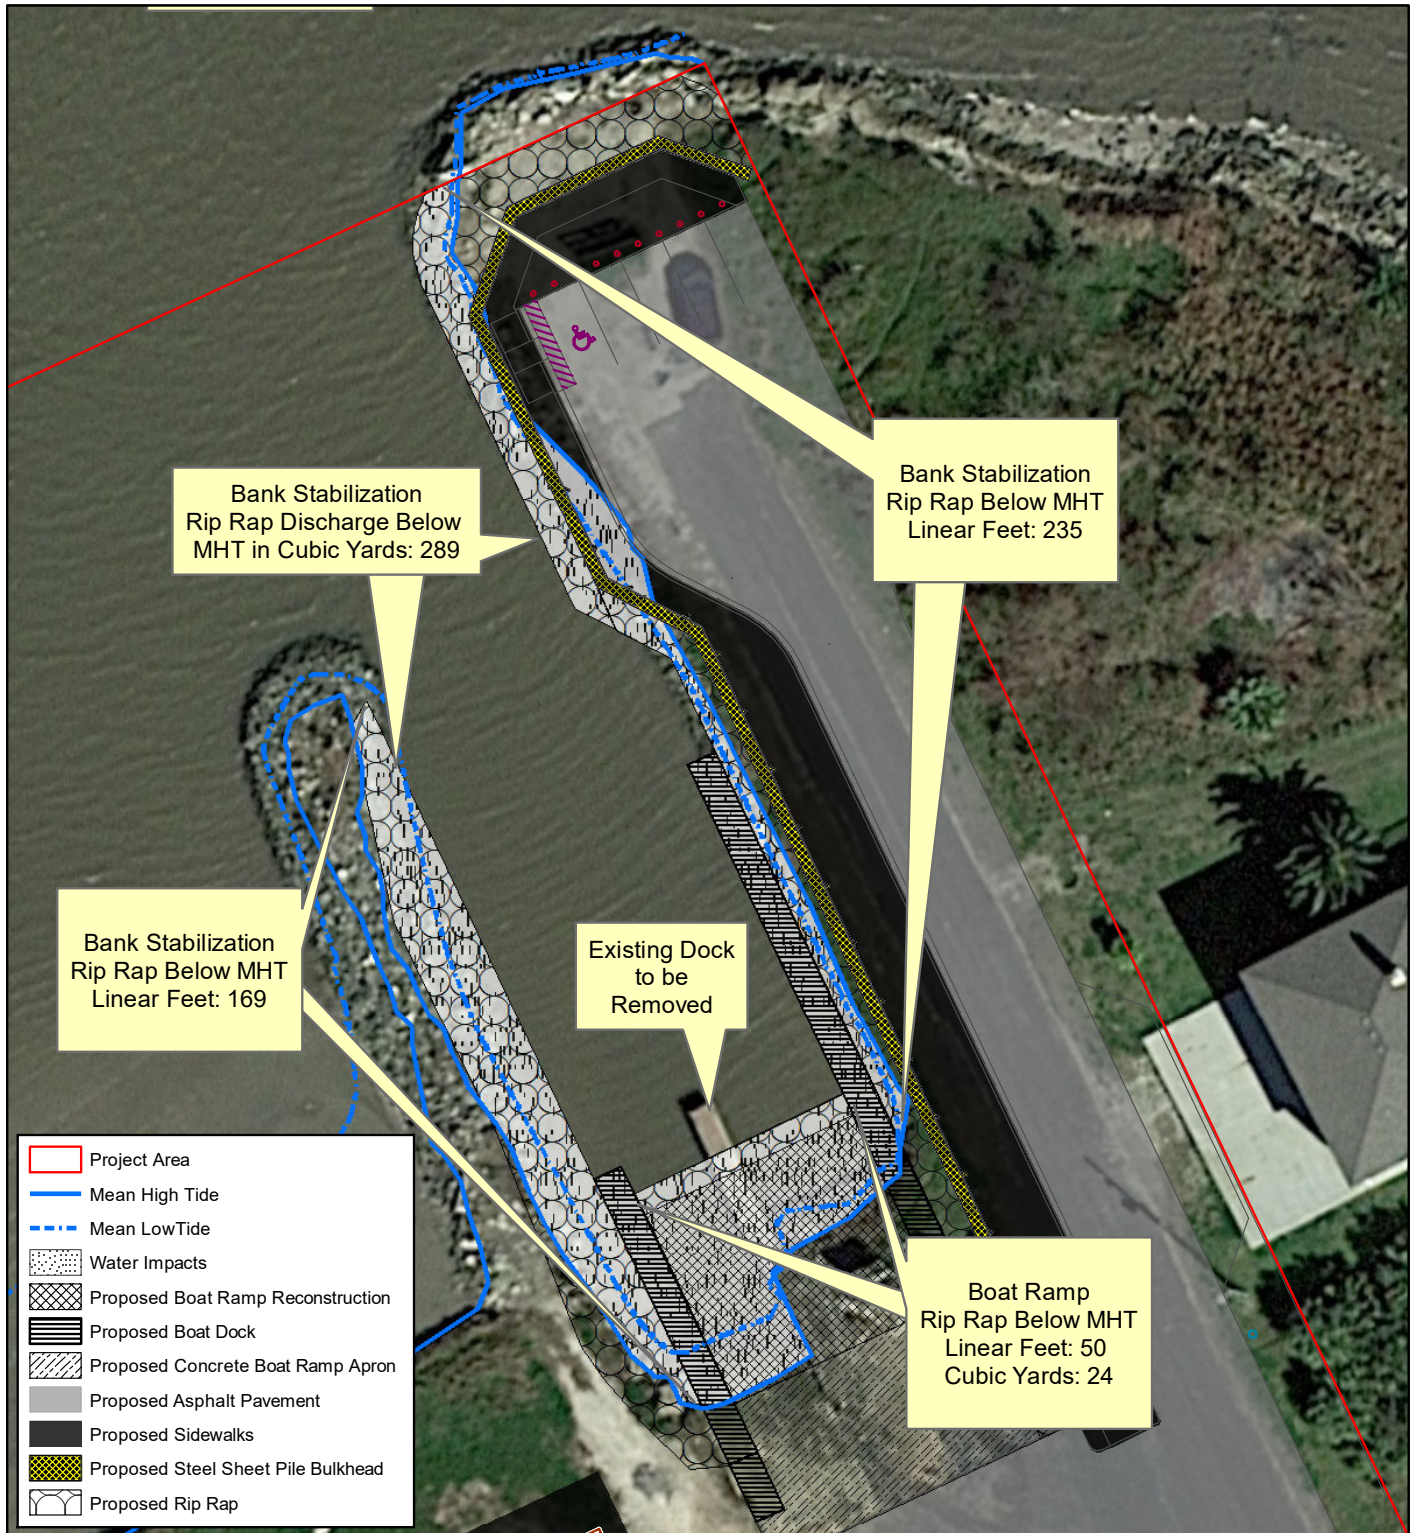 Bank Stabilization
Rip Rap Below MHT
Linear Feet: 235
Bank Stabilization
Rip Rap Discharge Below
MHT in Cubic Yards: 289
Bank Stabilization
Rip Rap Below MHT
Linear Feet: 169
Existing Dock
to be
Removed
Boat Ramp
Rip Rap Below MHT
Linear Feet: 50
Cubic Yards: 24
Project Area
Mean High Tide
Mean LowTide
Water Impacts
Proposed Boat Ramp Reconstruction
Proposed Boat Dock
Proposed Concrete Boat Ramp Apron
Proposed Asphalt Pavement
Proposed Sidewalks
Proposed Steel Sheet Pile Bulkhead
Proposed Rip Rap